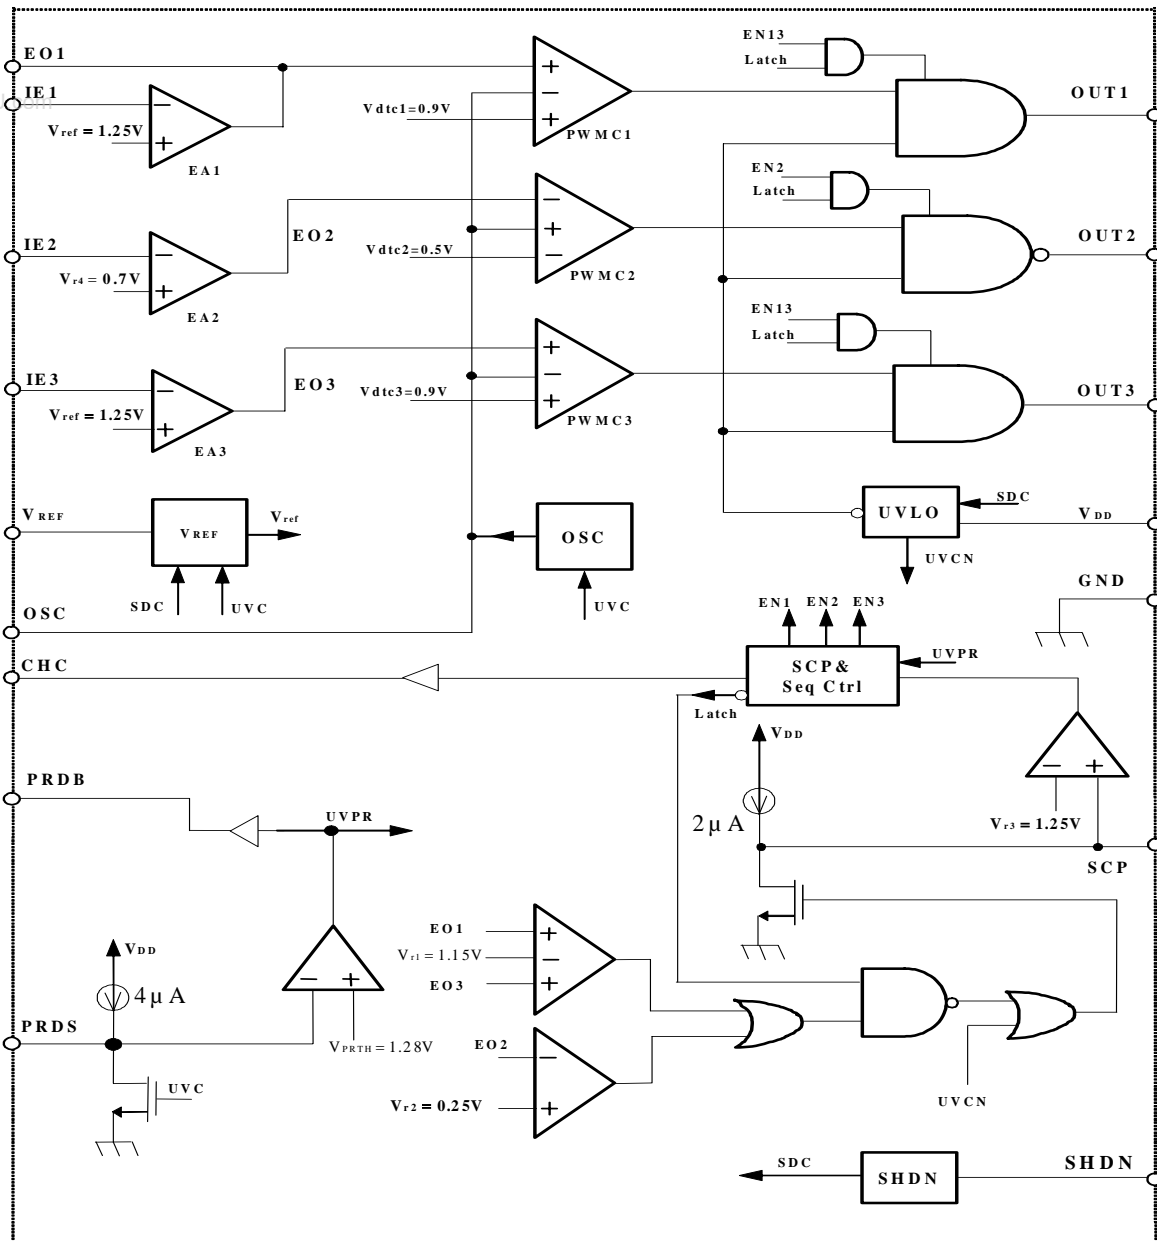 EO1
IE1
Vref = 1.25V
EA1
Vdtc1=0.9V
PWMC1
EN13
Latch
OUT1
IE2
Vr4 = 0.7V
EA2
EO2
Vdtc2=0.5V
PWMC2
EN2
Latch
OUT2
IE3
Vref = 1.25V
EA3
EO3
Vdtc3=0.9V
PWMC3
EN13
Latch
OUT3
VREF
VREF
Vref
SDC
UVC
OSC
UVC
UVLO
SDC
VDD
UVCN
GND
OSC
CHC
EN1
EN2
EN3
SCP&
Seq Ctrl
UVPR
Latch
VDD
2μA
Vr3 = 1.25V
SCP
PRDB
UVPR
VDD
4μA
PRDS
VPRTH = 1.28V
UVC
EO1
Vr1 = 1.15V
EO3
EO2
Vr2 = 0.25V
UVCN
SDC
SHDN
SHDN